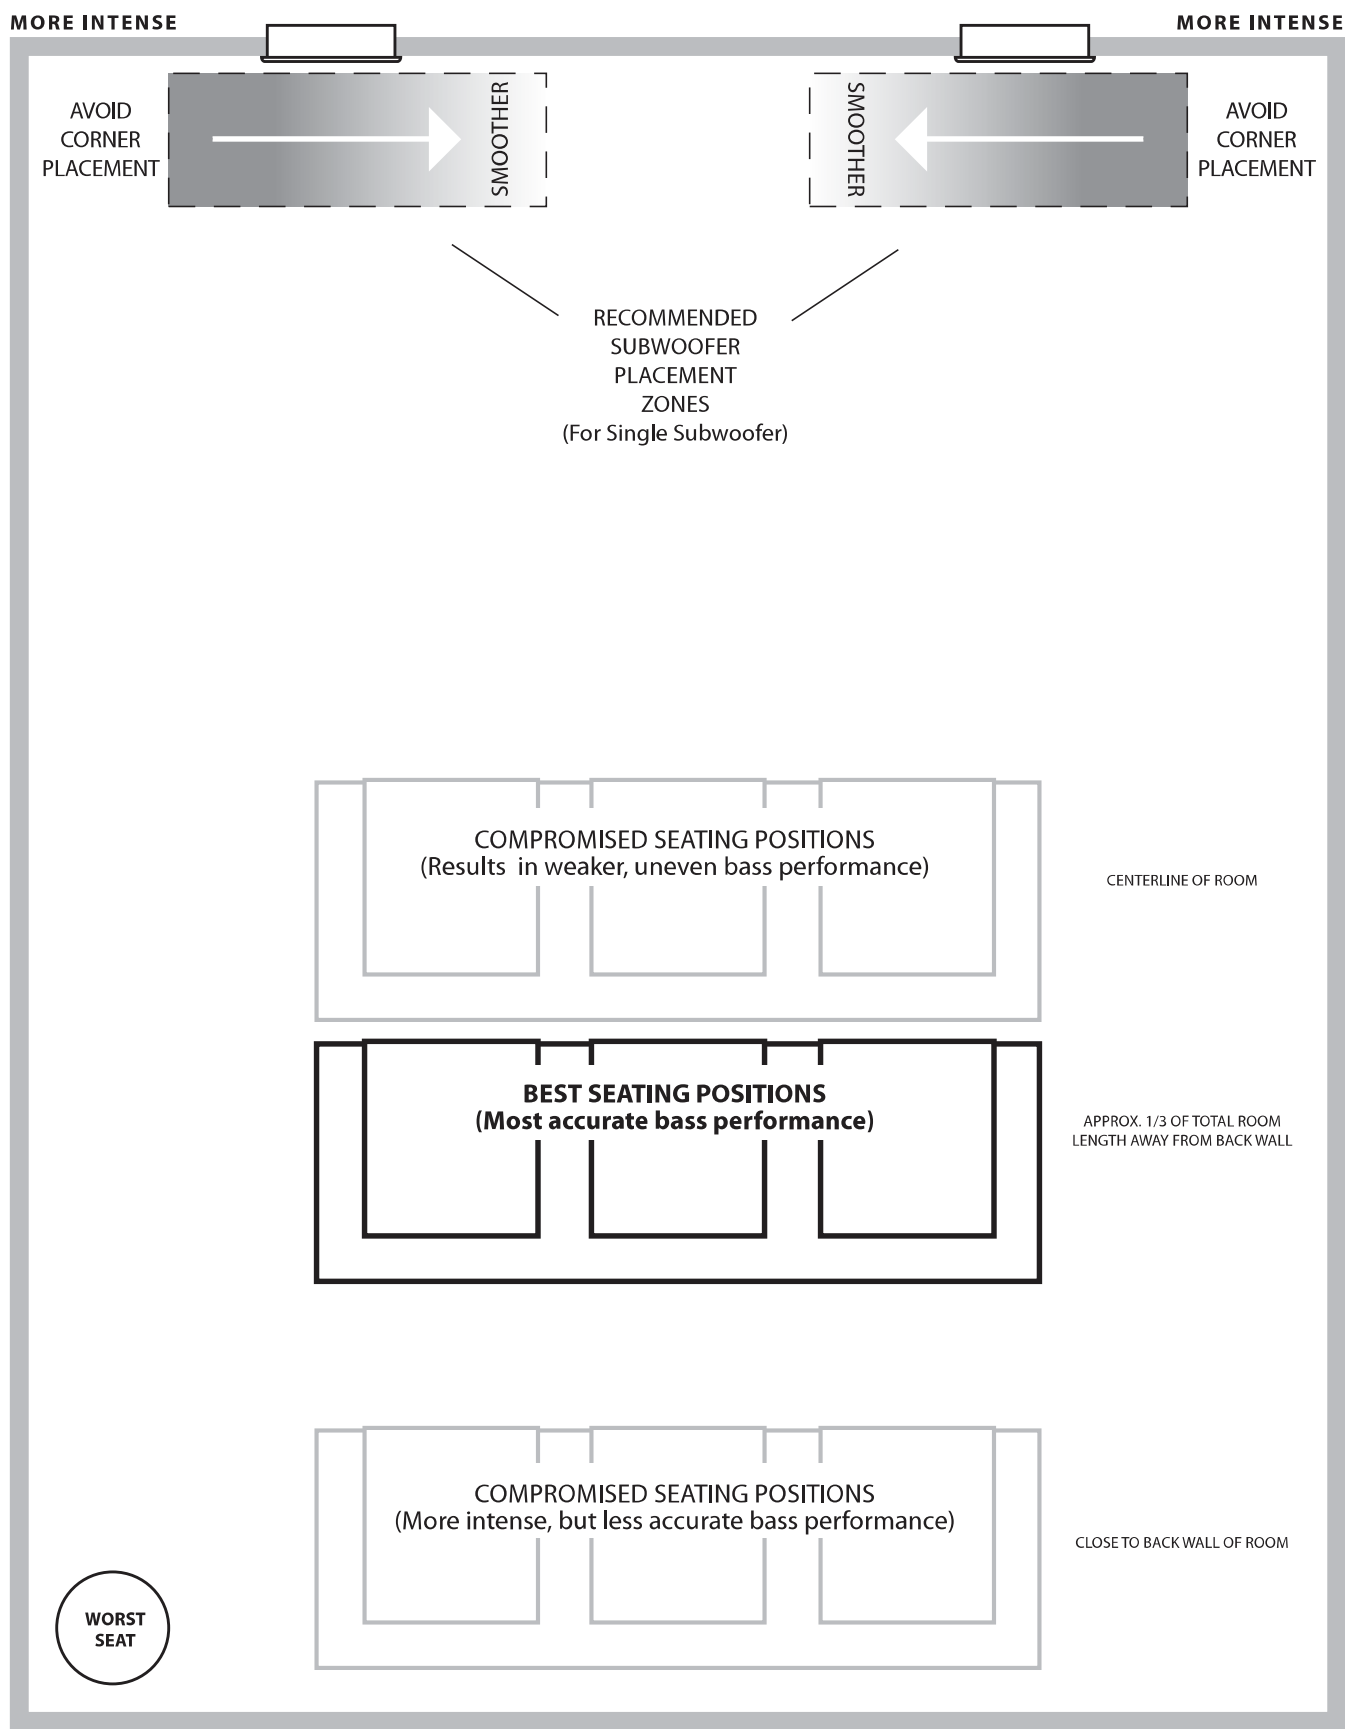 MORE INTENSE
MORE INTENSE
AVOID
CORNER
PLACEMENT
SMOOTHER
SMOOTHER
AVOID
CORNER
PLACEMENT
RECOMMENDED
SUBWOOFER
PLACEMENT
ZONES
(For Single Subwoofer)
COMPROMISED SEATING POSITIONS
(Results in weaker, uneven bass performance)
CENTERLINE OF ROOM
BEST SEATING POSITIONS
(Most accurate bass performance)
APPROX. 1/3 OF TOTAL ROOM
LENGTH AWAY FROM BACK WALL
COMPROMISED SEATING POSITIONS
(More intense, but less accurate bass performance)
CLOSE TO BACK WALL OF ROOM
WORST
SEAT